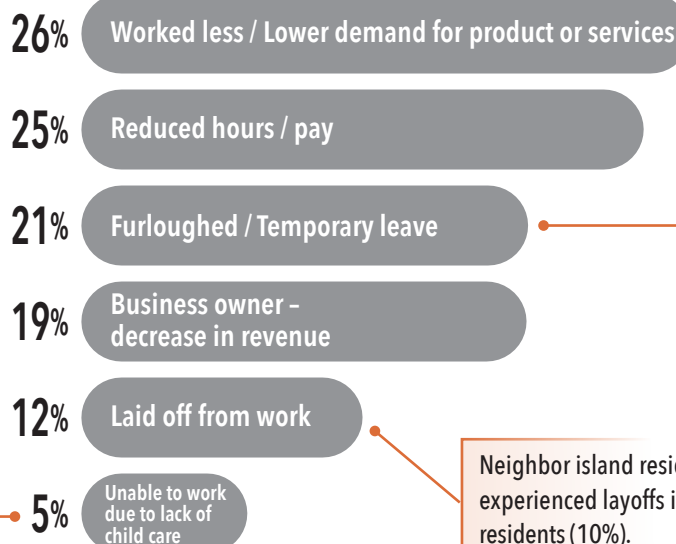 26% Worked less / Lower demand for product or services
25% Reduced hours / pay
21% Furloughed / Temporary leave
19% Business owner –
decrease in revenue
12% Laid off from work
5% Unable to work
due to lack of
child care
Neighbor island
experienced layoffs
residents (10%).